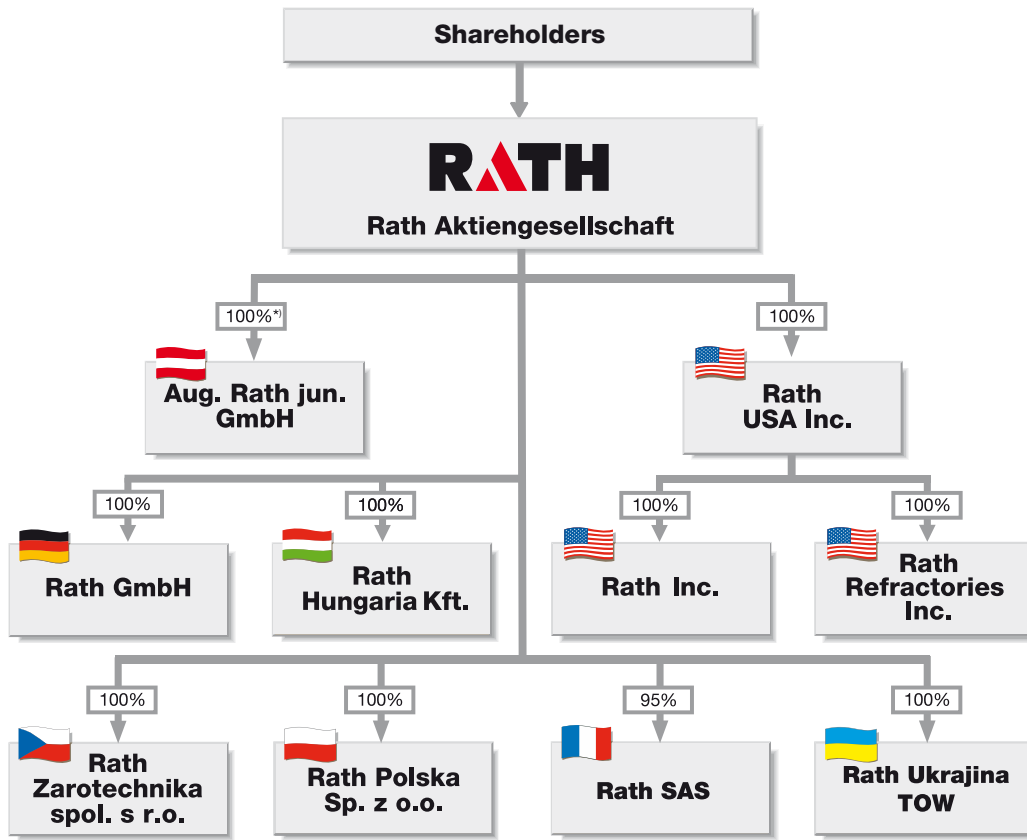 Shareholders
RATH
Rath Aktiengesellschaft
100%*)
100%
Aug. Rath jun.
GmbH
Rath
USA Inc.
100%
100%
100%
100%
Rath GmbH
Rath
Hungaria Kft.
Rath Inc.
Rath
Refractories
Inc.
100%
100%
95%
100%
Rath
Zarotechnika
spol. s r.o.
Rath Polska
Sp. z o.o.
Rath SAS
Rath Ukrajina
TOW